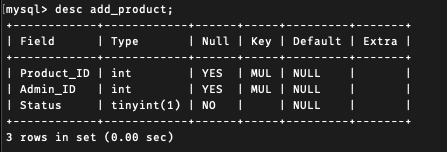 mysql> desc add_product;
+------------+------------+------+-----+---------+-------+
| Field      | Type       | Null | Key | Default | Extra |
+------------+------------+------+-----+---------+-------+
| Product_ID | int        | YES  | MUL | NULL    |       |
| Admin_ID   | int        | YES  | MUL | NULL    |       |
| Status     | tinyint(1) | NO   |     | NULL    |       |
+------------+------------+------+-----+---------+-------+
3 rows in set (0.00 sec)